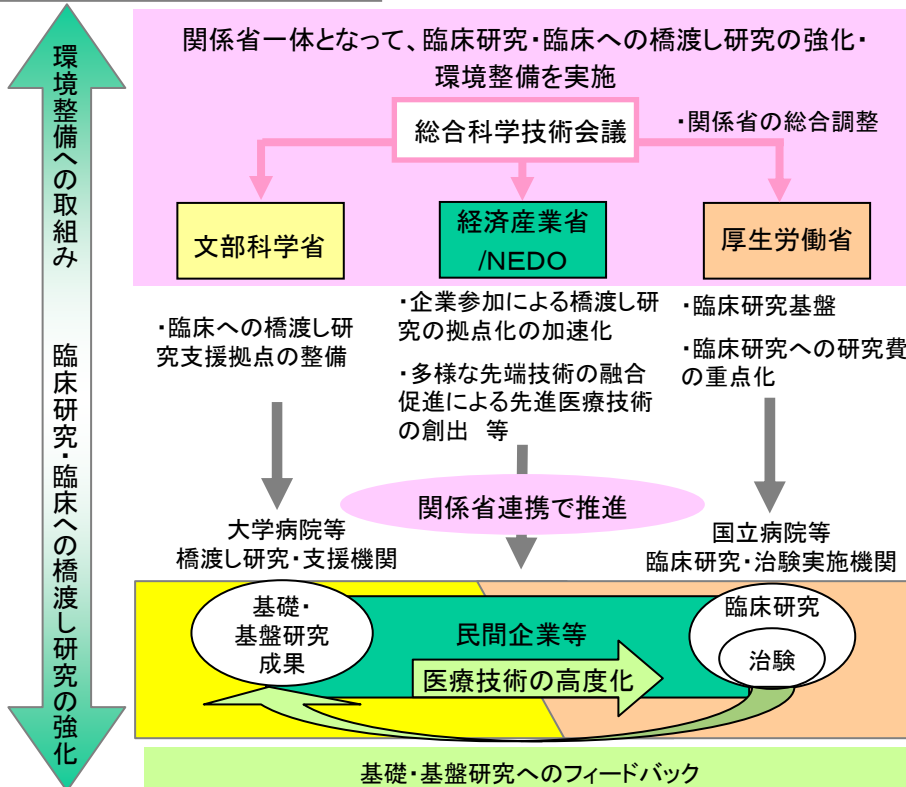 関係省一体となって、臨床研究・臨床への橋渡し研究の強化・
環境整備を実施
総合科学技術会議
・関係省の総合調整
環境整備への取組み
文部科学省
経済産業省
/NEDO
厚生労働省
・臨床への橋渡し研
究支援拠点の整備
・企業参加による橋渡し研
究の拠点化の加速化
・多様な先端技術の融合
促進による先進医療技術
の創出　等
・臨床研究基盤
・臨床研究への研究費
の重点化
臨床研究・臨床への橋渡し研究の強化
関係省連携で推進
大学病院等
橋渡し研究・支援機関
国立病院等
臨床研究・治験実施機関
基礎・
基盤研究
成果
民間企業等
医療技術の高度化
臨床研究
治験
基礎・基盤研究へのフィードバック